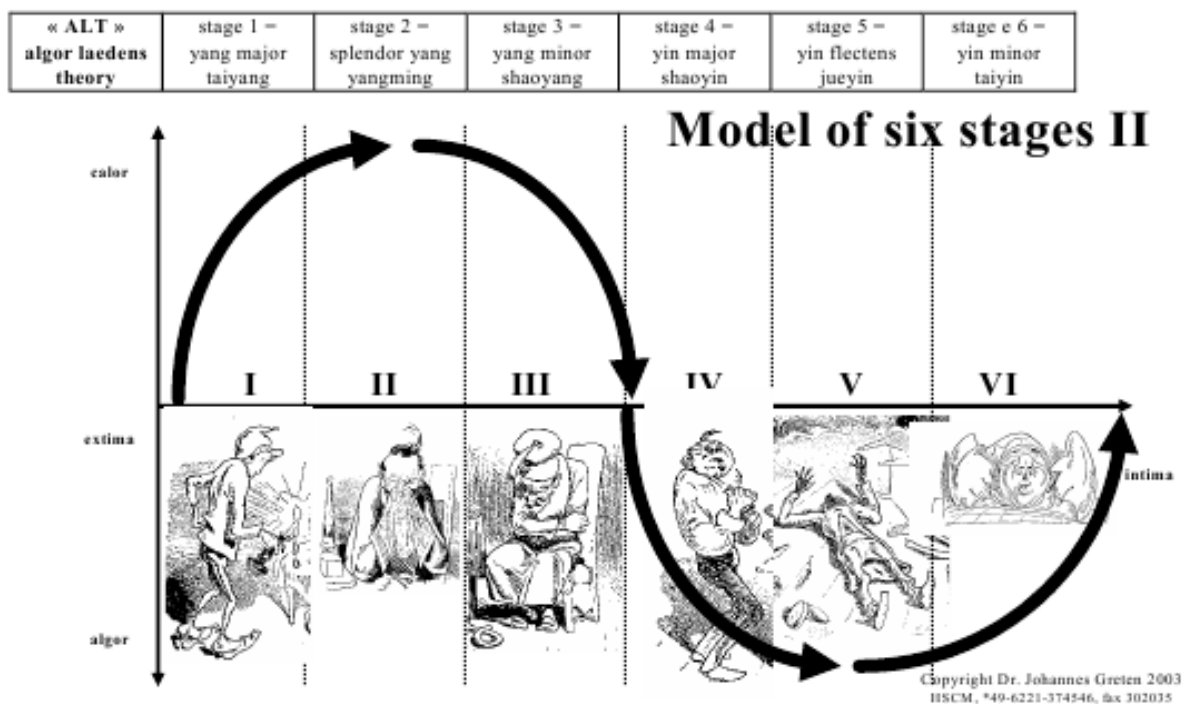 « ALT »
algor laedens
theory
stage 1 =
yang major
taiyang
stage 2 =
splendor yang
yangming
stage 3 =
yang minor
shaoyang
stage 4 =
yin major
shaoyin
stage 5 =
yin flectens
jueyin
stage e 6 =
yin minor
taiyin
Model of six stages II
calor
I II III IV V VI
extima
intima
algor
Copyright Dr. Johannes Greten 2003
HSCM, *49-6221-374546, fax 302035